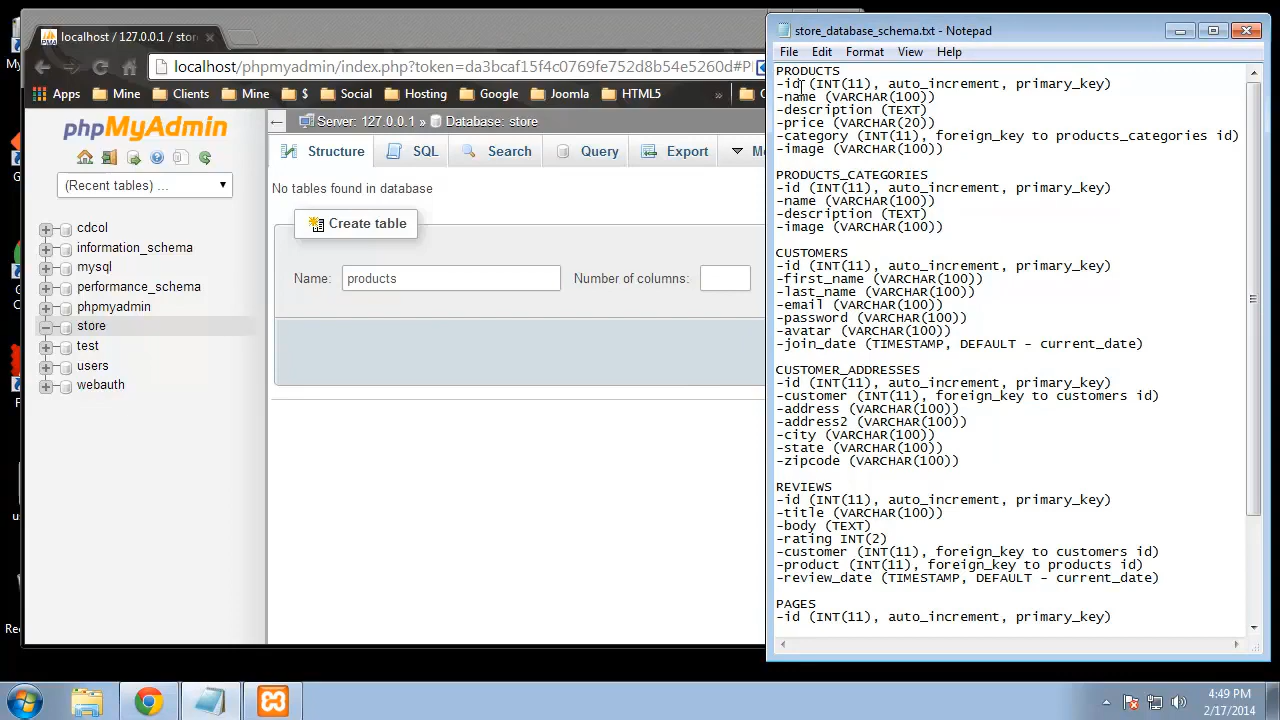 localhost / 127.0.0.1 / stor
localhost/phpmyadmin/index.php?token=da3bcaf15f4c0769fe752d8b54e5260d#P
Apps Mine Clients Mine $ Social Hosting Google Joomla HTML5 »
phpMyAdmin
(Recent tables) ...
cdcol
information_schema
mysql
performance_schema
phpmyadmin
store
test
users
webauth
Server: 127.0.0.1 » Database: store
Structure SQL Search Query Export
No tables found in database
Create table
Name: products Number of columns:
store_database_schema.txt - Notepad
File Edit Format View Help
PRODUCTS
-id (INT(11), auto_increment, primary_key)
-name (VARCHAR(100))
-description (TEXT)
-price (VARCHAR(20))
-category (INT(11), foreign_key to products_categories id)
-image (VARCHAR(100))
PRODUCTS_CATEGORIES
-id (INT(11), auto_increment, primary_key)
-name (VARCHAR(100))
-description (TEXT)
-image (VARCHAR(100))
CUSTOMERS
-id (INT(11), auto_increment, primary_key)
-first_name (VARCHAR(100))
-last_name (VARCHAR(100))
-email (VARCHAR(100))
-password (VARCHAR(100))
-avatar (VARCHAR(100))
-join_date (TIMESTAMP, DEFAULT - current_date)
CUSTOMER_ADDRESSES
-id (INT(11), auto_increment, primary_key)
-customer (INT(11), foreign_key to customers id)
-address (VARCHAR(100))
-address2 (VARCHAR(100))
-city (VARCHAR(100))
-state (VARCHAR(100))
-zipcode (VARCHAR(100))
REVIEWS
-id (INT(11), auto_increment, primary_key)
-title (VARCHAR(100))
-body (TEXT)
-rating INT(2)
-customer (INT(11), foreign_key to customers id)
-product (INT(11), foreign_key to products id)
-review_date (TIMESTAMP, DEFAULT - current_date)
PAGES
-id (INT(11), auto_increment, primary_key)
4:49 PM
2/17/2014